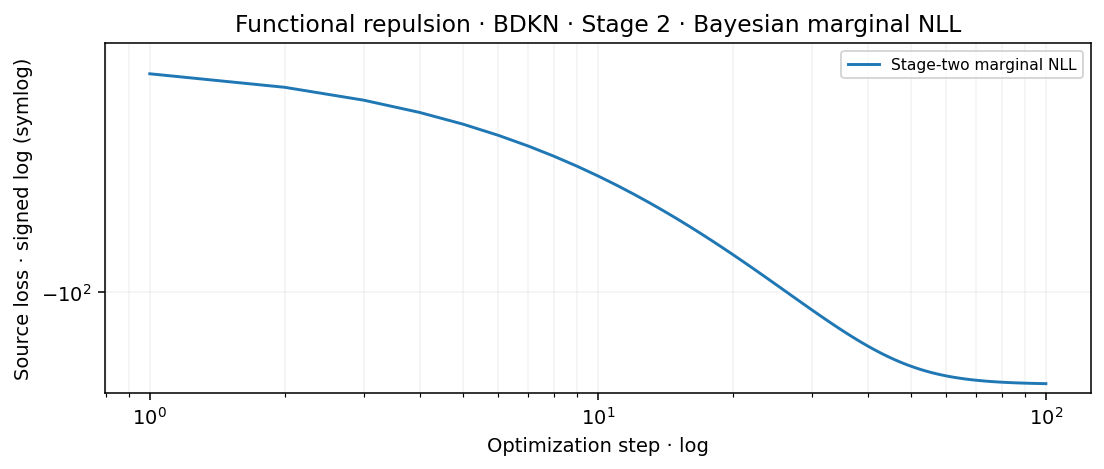 Functional repulsion · BDKN · Stage 2 · Bayesian marginal NLL
Stage-two marginal NLL
Source loss · signed log (symlog)
−10²
10⁰
10¹
10²
Optimization step · log